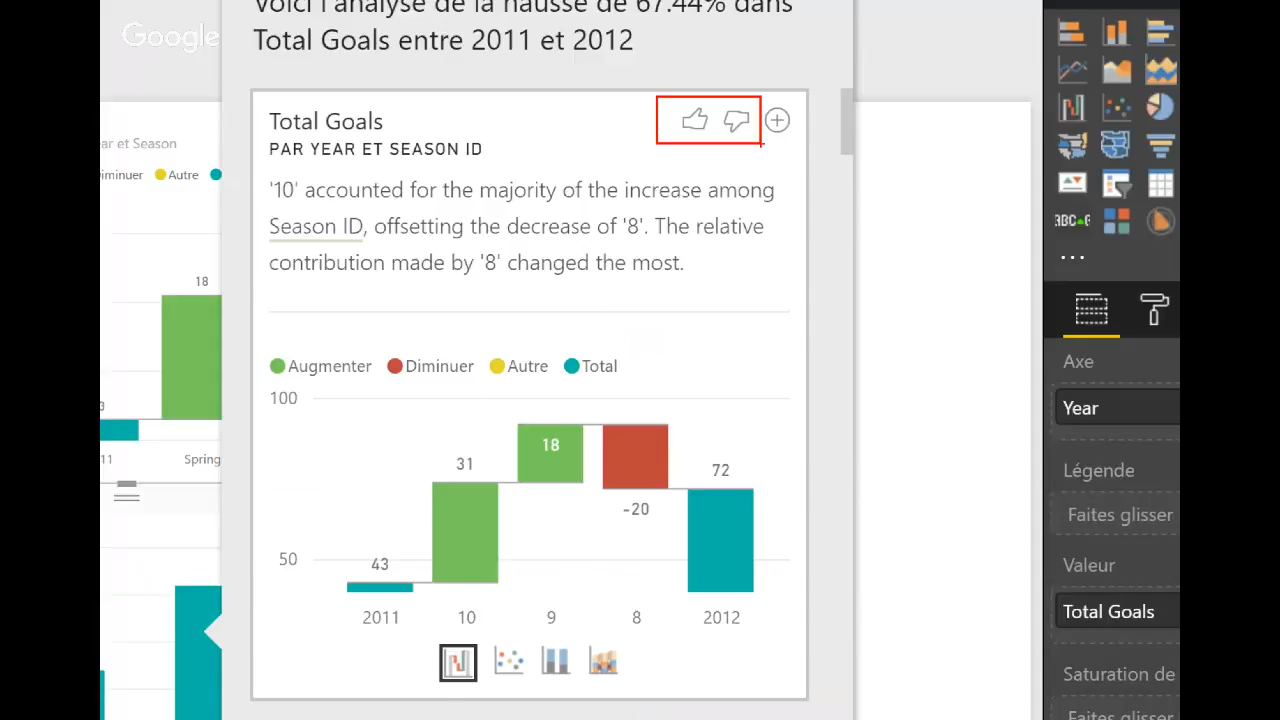 Voici l'analyse de la hausse de 67.44% dans
Total Goals entre 2011 et 2012
Google
Total Goals
PAR YEAR ET SEASON ID
'10' accounted for the majority of the increase among
Season ID, offsetting the decrease of '8'. The relative
contribution made by '8' changed the most.
Augmenter Diminuer Autre Total
100
50
43
31
18
-20
72
2011 10 9 8 2012
ar et Season
Autre
18
11 Spring
Axe
Year
Légende
Faites glisser
Valeur
Total Goals
Saturation de
Faites glisser
ABC